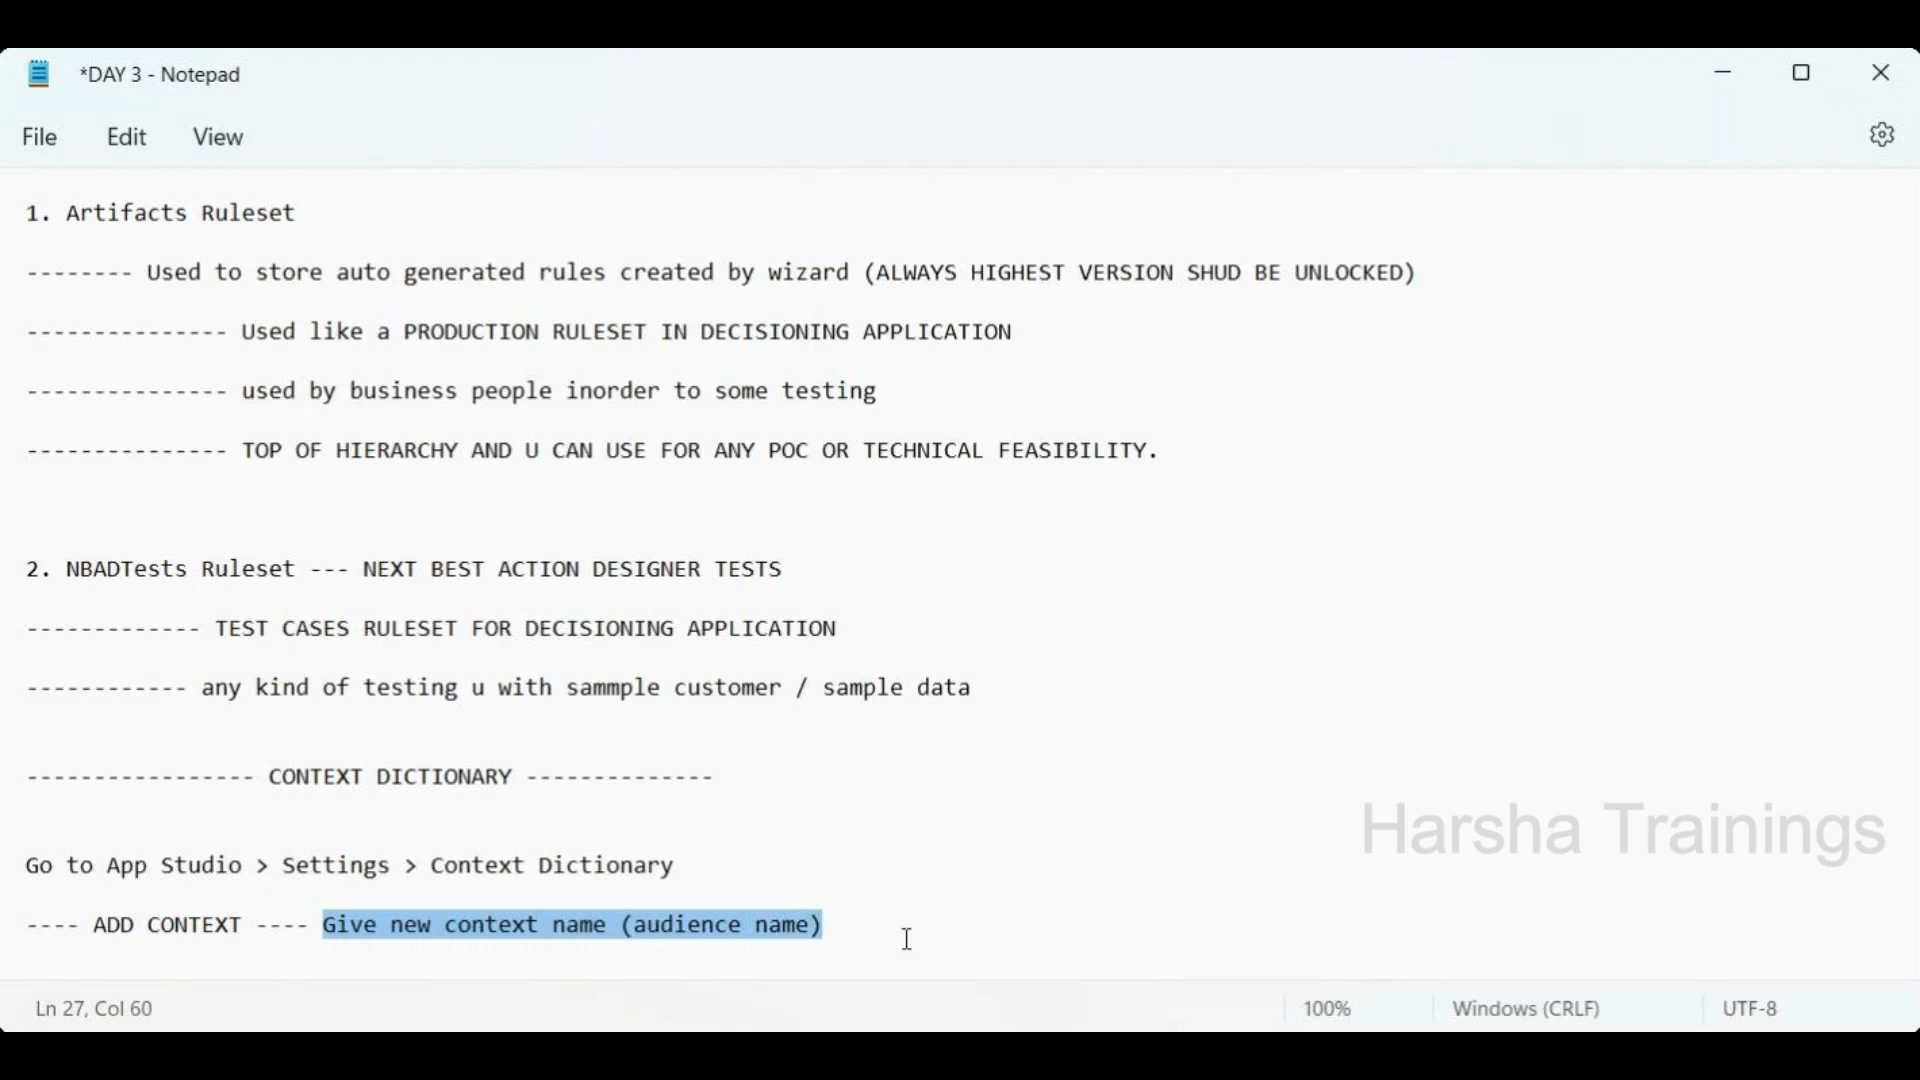 *DAY 3 - Notepad
File Edit View
1. Artifacts Ruleset
-------- Used to store auto generated rules created by wizard (ALWAYS HIGHEST VERSION SHUD BE UNLOCKED)
--------------- Used like a PRODUCTION RULESET IN DECISIONING APPLICATION
--------------- used by business people inorder to some testing
--------------- TOP OF HIERARCHY AND U CAN USE FOR ANY POC OR TECHNICAL FEASIBILITY.
2. NBADTests Ruleset --- NEXT BEST ACTION DESIGNER TESTS
------------- TEST CASES RULESET FOR DECISIONING APPLICATION
------------ any kind of testing u with sammple customer / sample data
----------------- CONTEXT DICTIONARY --------------
Harsha Trainings
Go to App Studio > Settings > Context Dictionary
---- ADD CONTEXT ---- Give new context name (audience name)
Ln 27, Col 60 100% Windows (CRLF) UTF-8